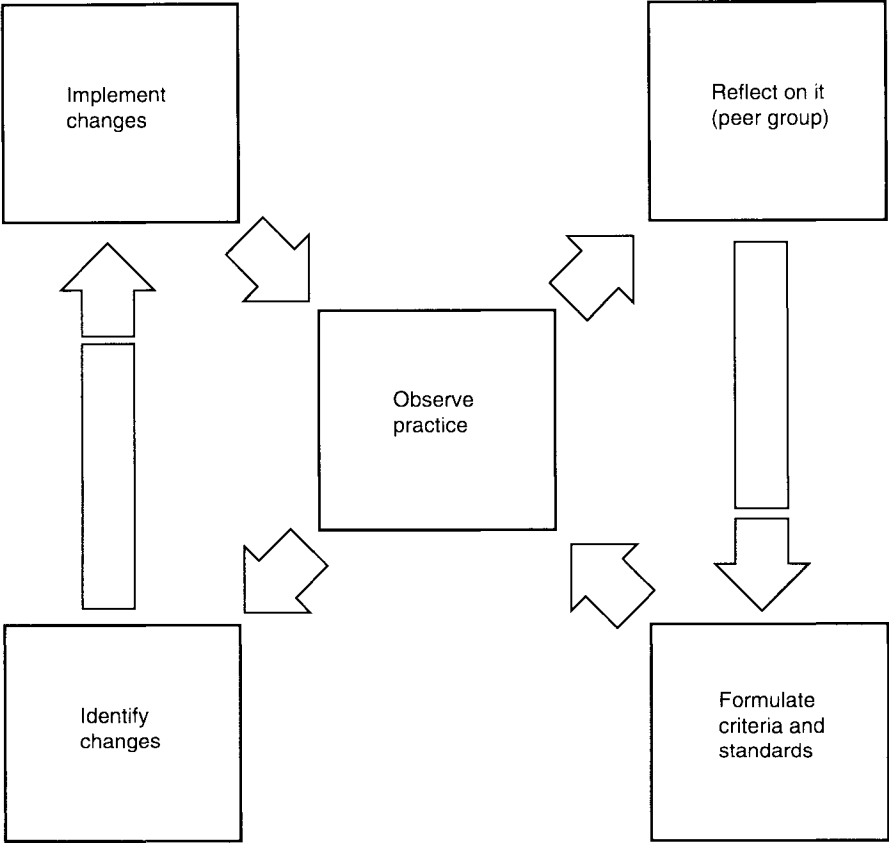 Implement
changes
Reflect on it
(peer group)
Observe
practice
Identify
changes
Formulate
criteria and
standards